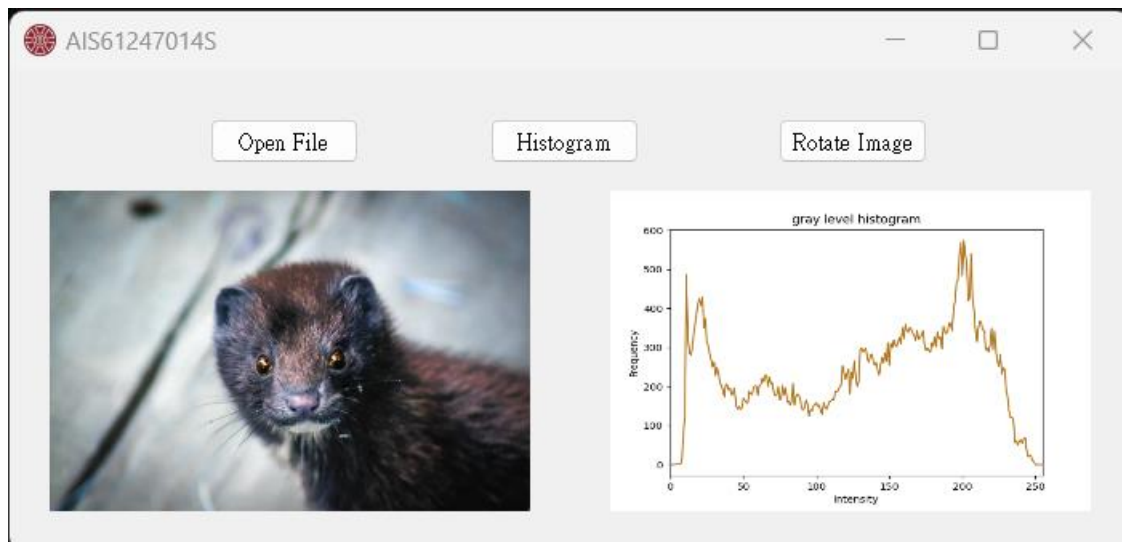 AIS61247014S
Open File
Histogram
Rotate Image
gray level histogram
600
500
400
300
200
100
0
Frequency
0 50 100 150 200 250
Intensity